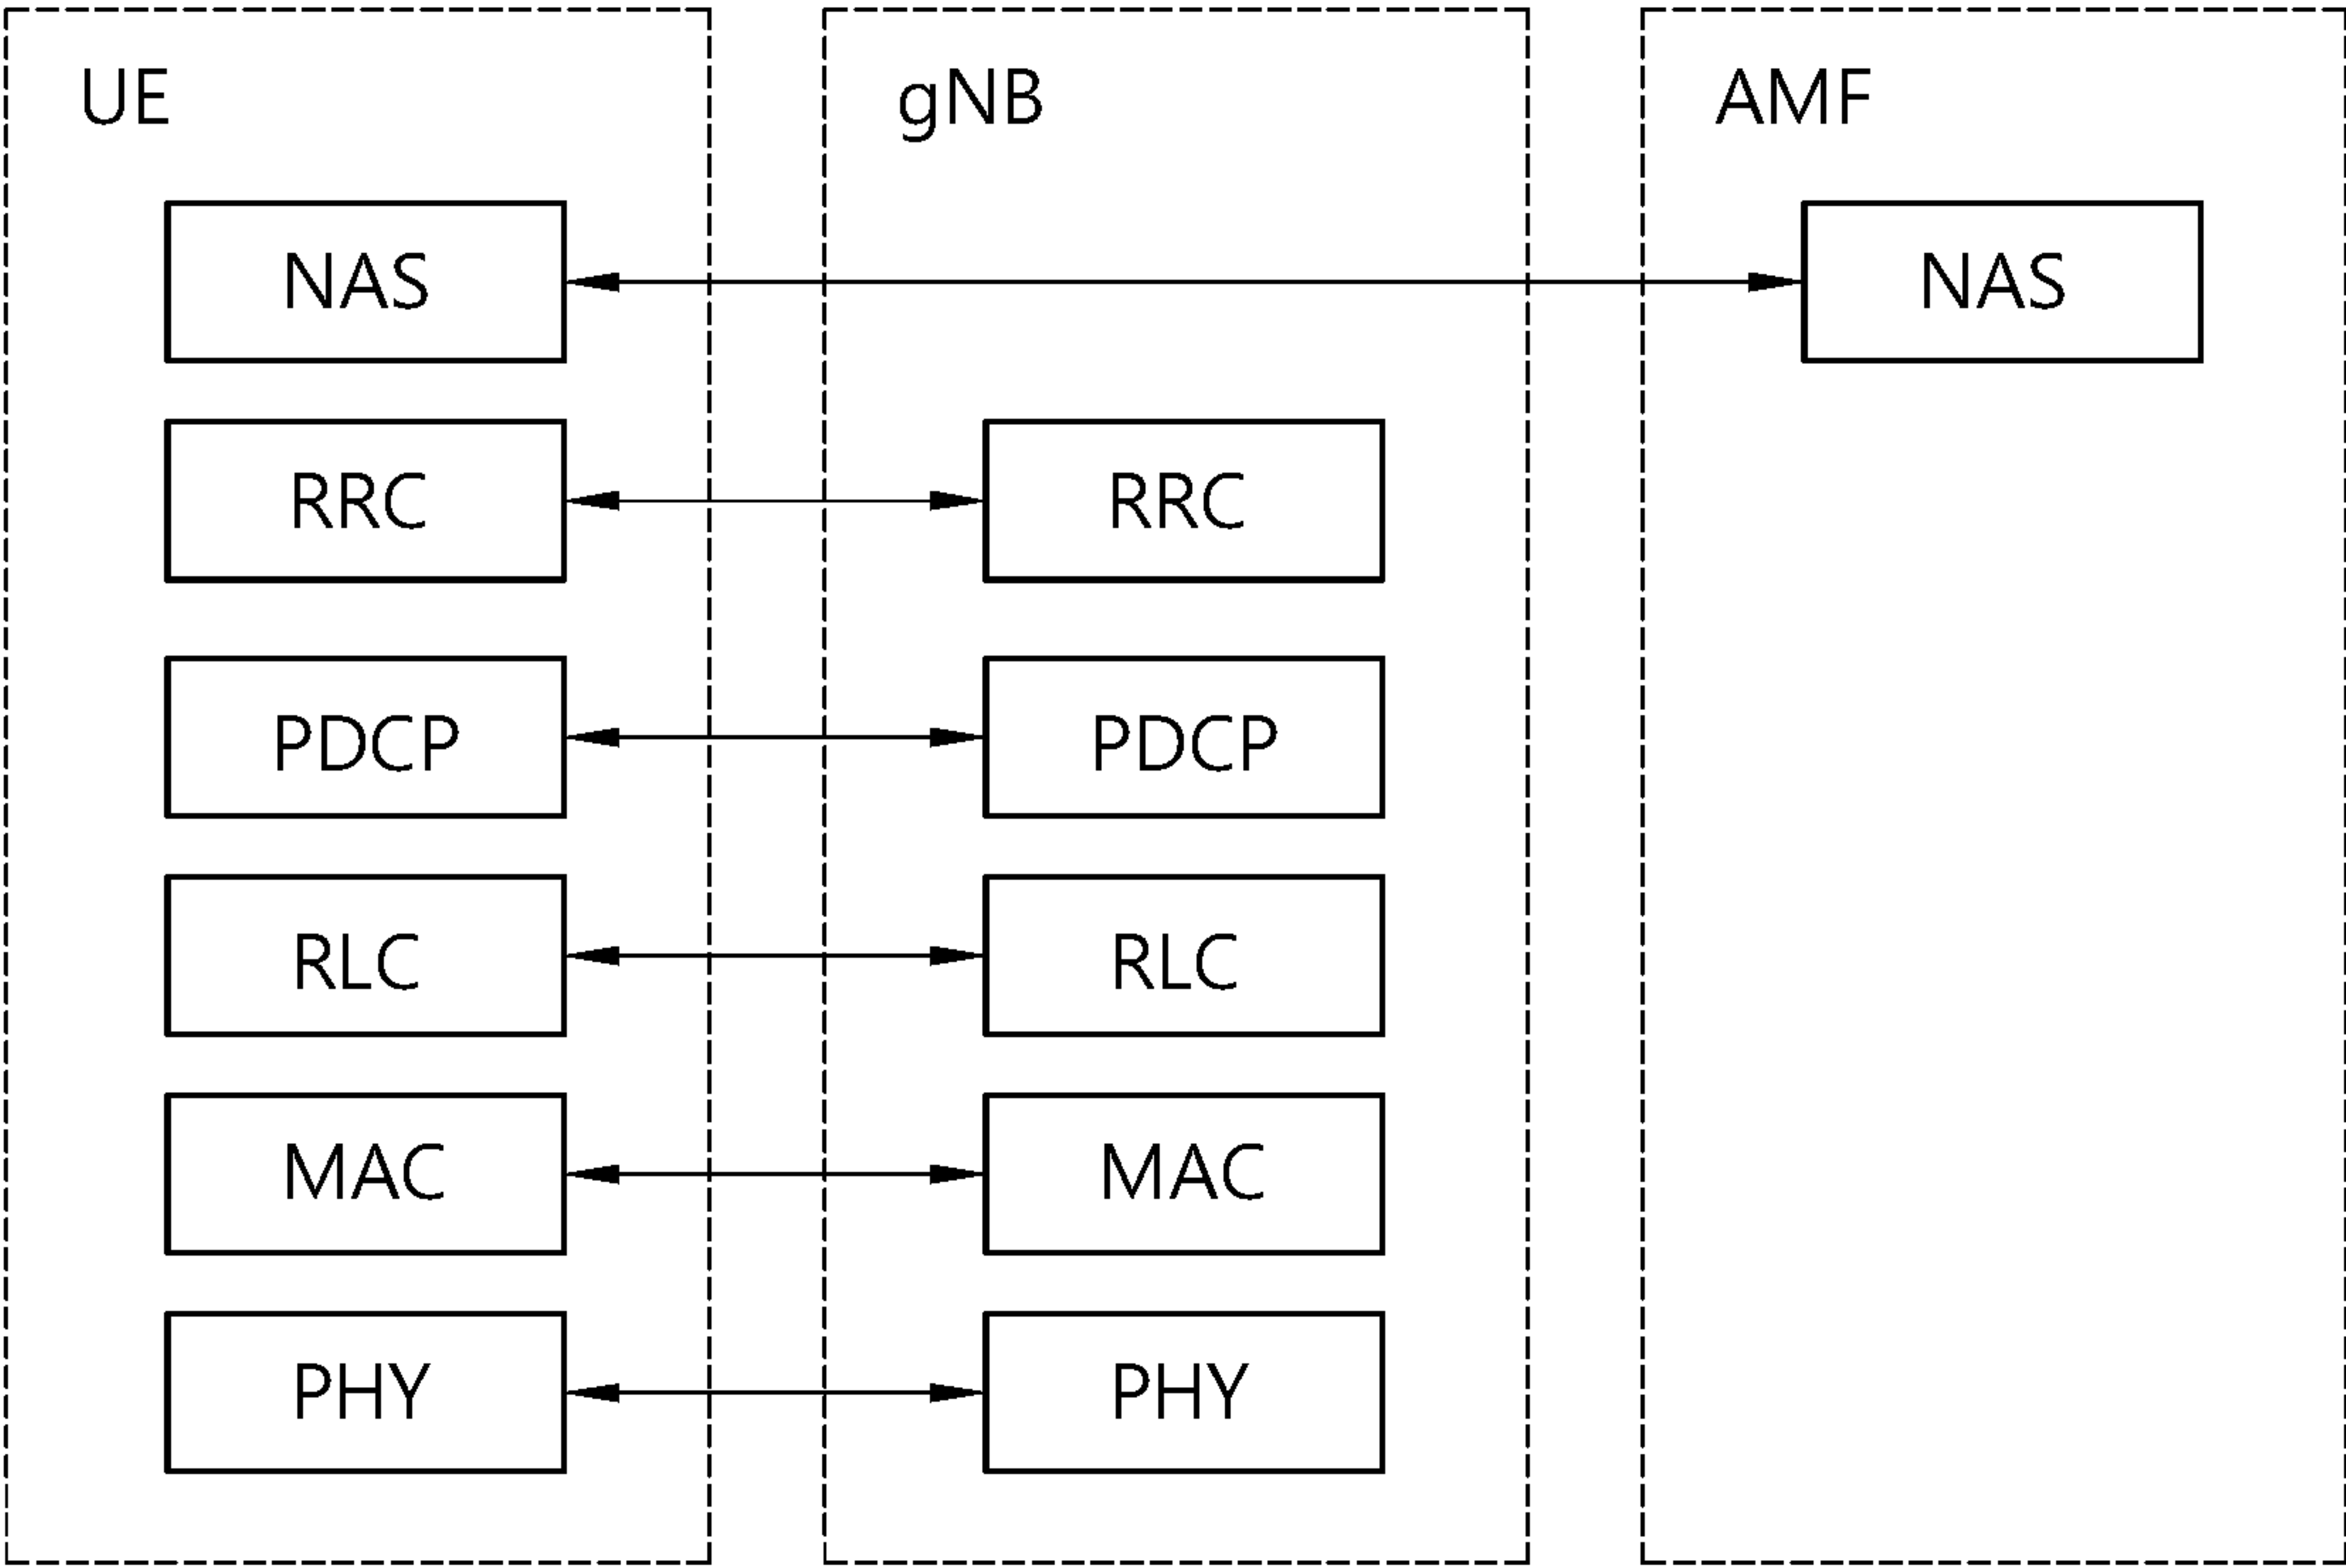 UE gNB AMF
NAS NAS
RRC RRC
PDCP PDCP
RLC RLC
MAC MAC
PHY PHY